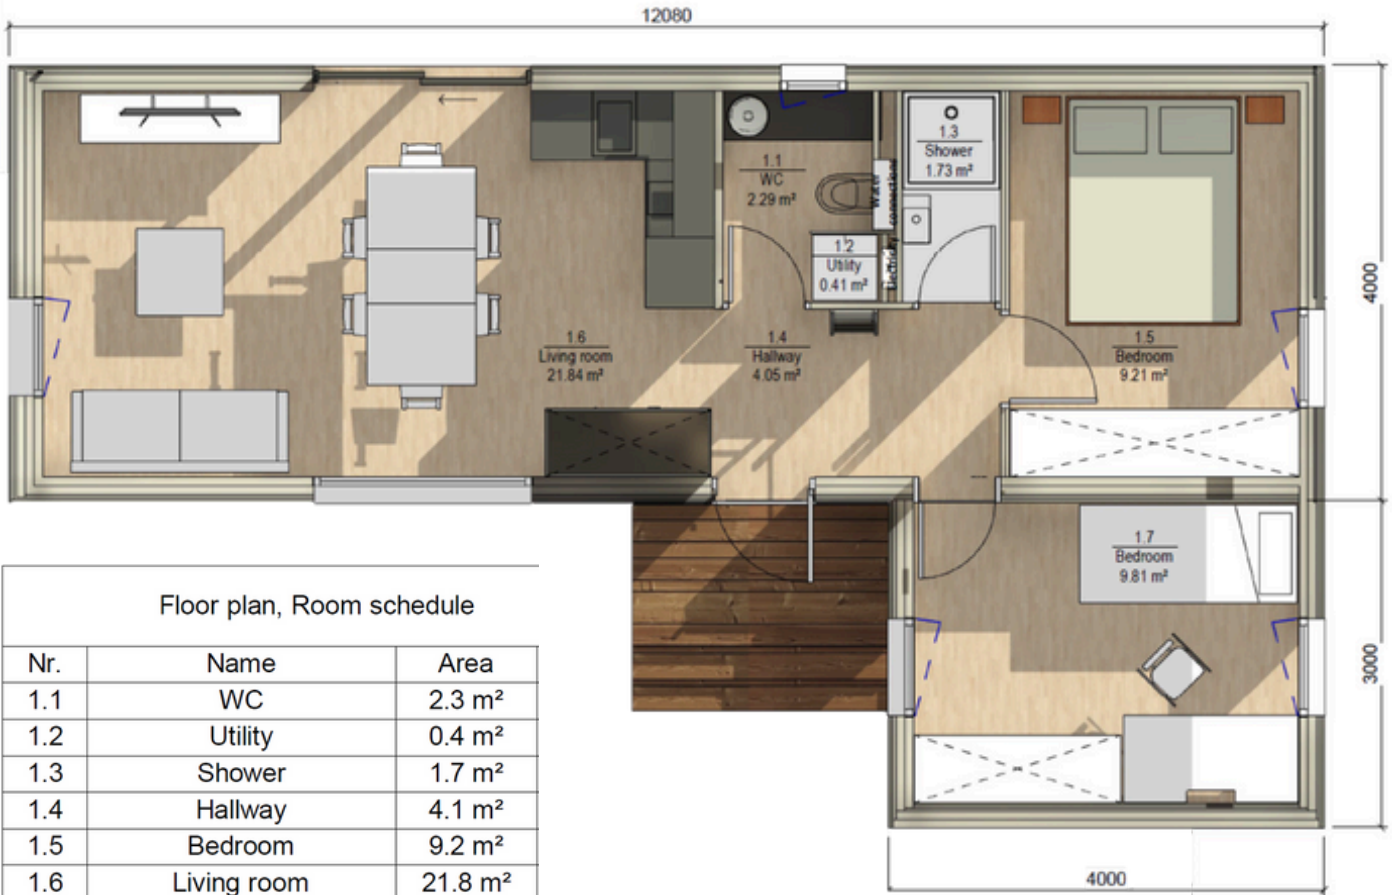 12080
1.1
WC
2.29 m²
Water
connections
1.2
Utility
0.41 m²
Electricity
1.3
Shower
1.73 m²
1.6
Living room
21.84 m²
1.4
Hallway
4.05 m²
1.5
Bedroom
9.21 m²
4000
1.7
Bedroom
9.81 m²
3000
4000
Floor plan, Room schedule
Nr. Name Area
1.1 WC 2.3 m²
1.2 Utility 0.4 m²
1.3 Shower 1.7 m²
1.4 Hallway 4.1 m²
1.5 Bedroom 9.2 m²
1.6 Living room 21.8 m²